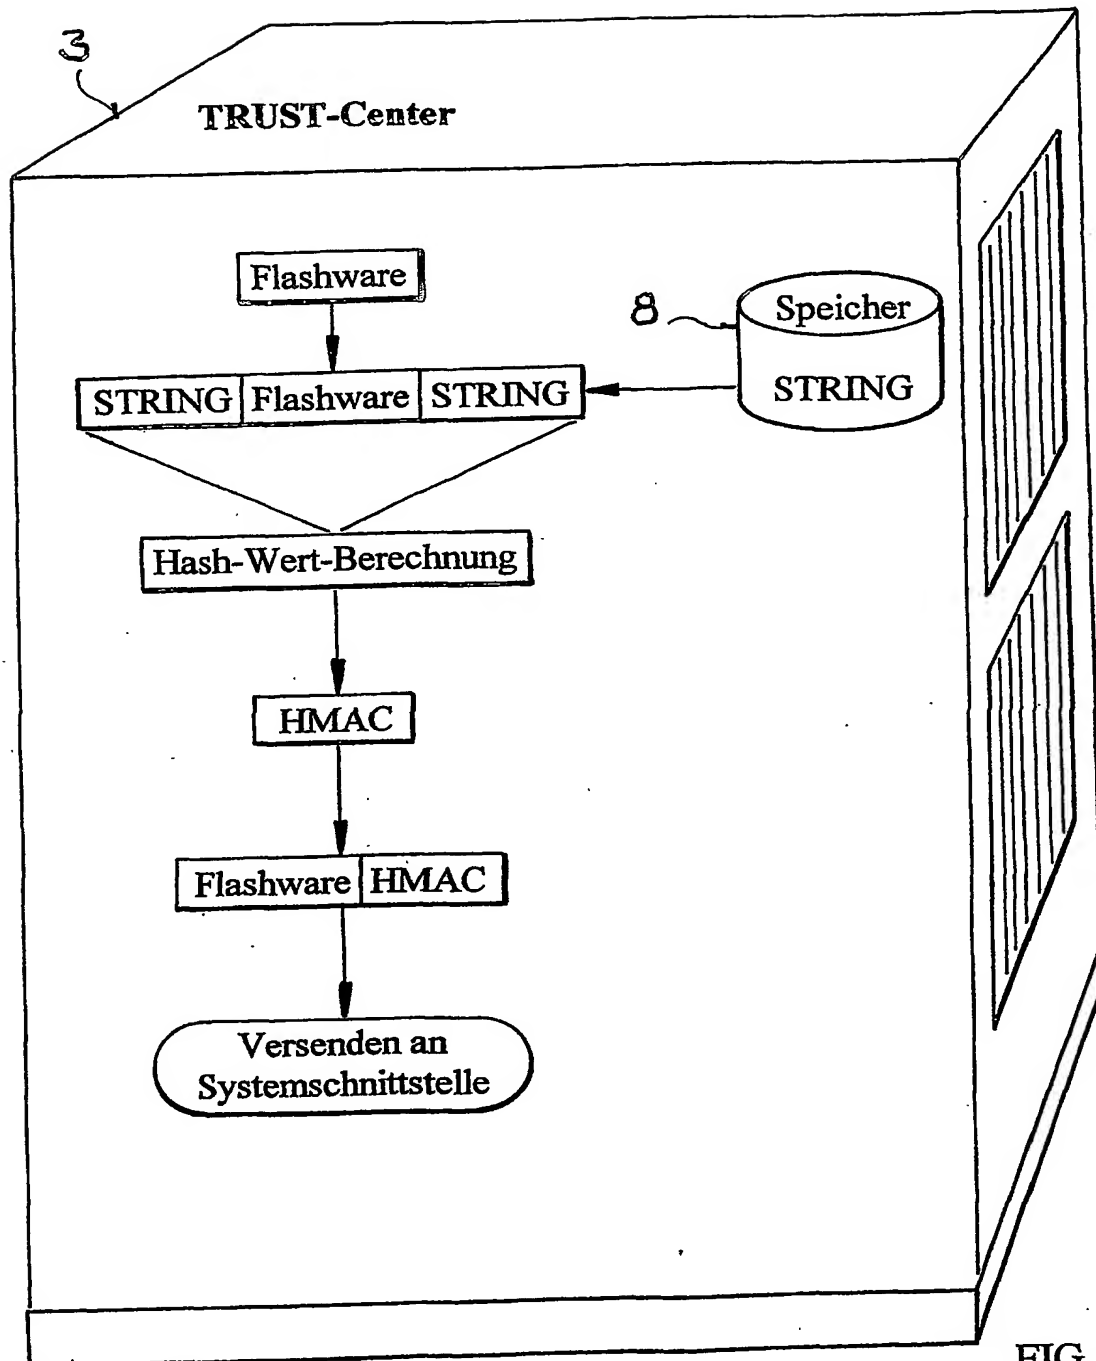 3
TRUST-Center
Flashware
8
Speicher
STRING
STRING Flashware STRING
Hash-Wert-Berechnung
HMAC
Flashware HMAC
Versenden an
Systemschnittstelle
FIG